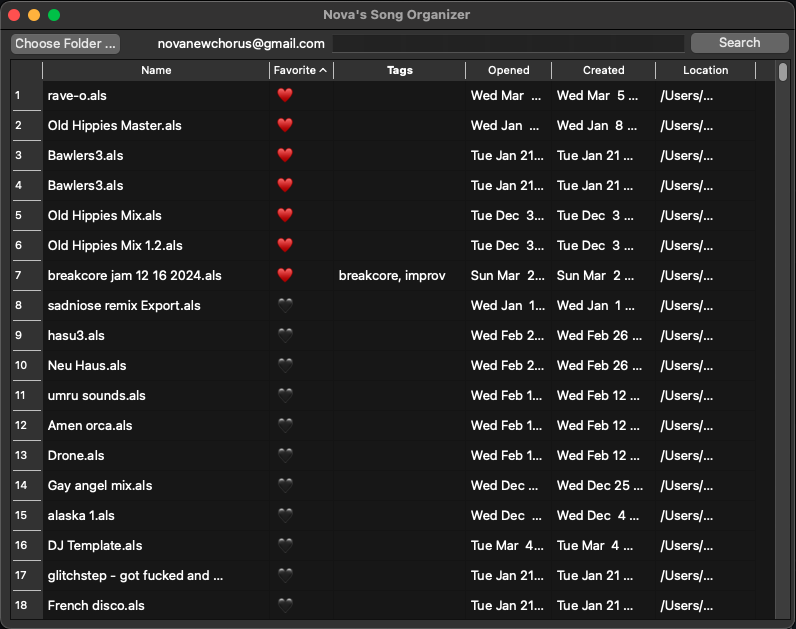 Nova's Song Organizer
Choose Folder ... novanewchorus@gmail.com Search
Name Favorite Tags Opened Created Location
1 rave-o.als Wed Mar ... Wed Mar 5 ... /Users/...
2 Old Hippies Master.als Wed Jan ... Wed Jan 8 ... /Users/...
3 Bawlers3.als Tue Jan 21... Tue Jan 21 ... /Users/...
4 Bawlers3.als Tue Jan 21... Tue Jan 21 ... /Users/...
5 Old Hippies Mix.als Tue Dec 3... Tue Dec 3 ... /Users/...
6 Old Hippies Mix 1.2.als Tue Dec 3... Tue Dec 3 ... /Users/...
7 breakcore jam 12 16 2024.als breakcore, improv Sun Mar 2... Sun Mar 2 ... /Users/...
8 sadniose remix Export.als Wed Jan 1... Wed Jan 1 ... /Users/...
9 hasu3.als Wed Feb 2... Wed Feb 26 ... /Users/...
10 Neu Haus.als Wed Feb 2... Wed Feb 26 ... /Users/...
11 umru sounds.als Wed Feb 1... Wed Feb 12 ... /Users/...
12 Amen orca.als Wed Feb 1... Wed Feb 12 ... /Users/...
13 Drone.als Wed Feb 1... Wed Feb 12 ... /Users/...
14 Gay angel mix.als Wed Dec ... Wed Dec 25 ... /Users/...
15 alaska 1.als Wed Dec ... Wed Dec 4 ... /Users/...
16 DJ Template.als Tue Mar 4... Tue Mar 4 ... /Users/...
17 glitchstep - got fucked and ... Tue Jan 21... Tue Jan 21 ... /Users/...
18 French disco.als Tue Jan 21... Tue Jan 21 ... /Users/...